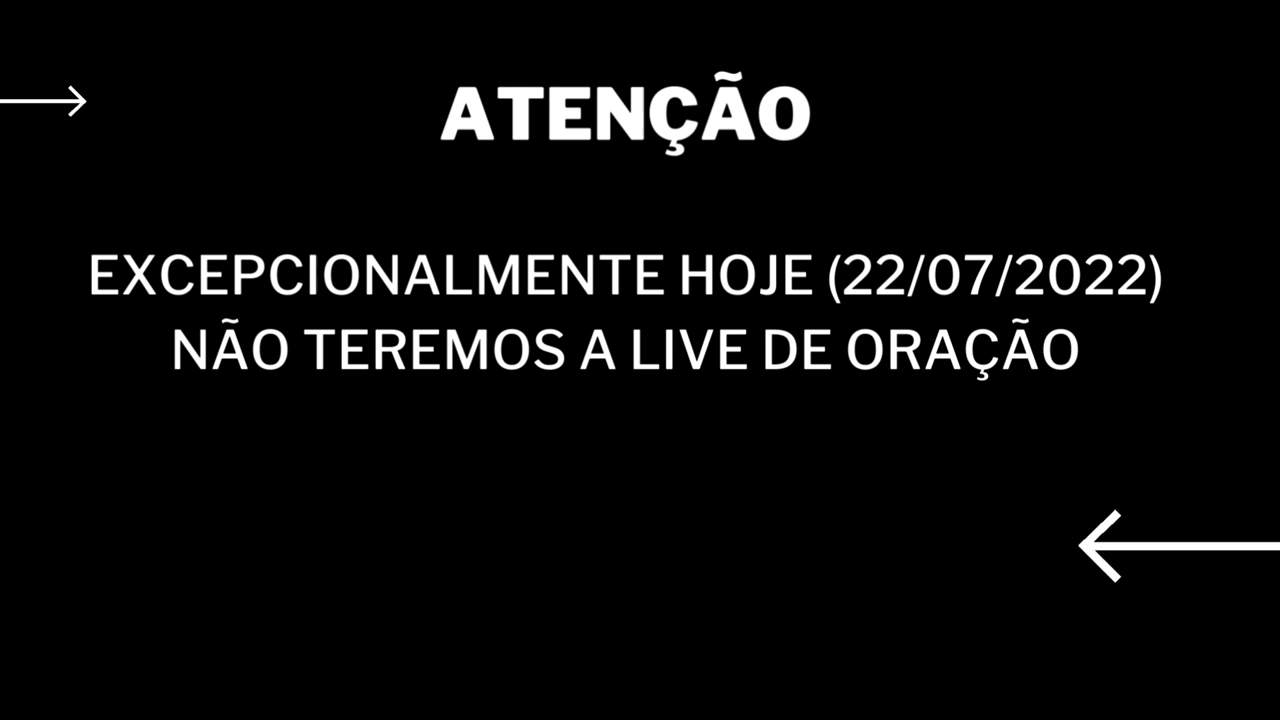 ATENÇÃO
EXCEPCIONALMENTE HOJE (22/07/2022)
NÃO TEREMOS A LIVE DE ORAÇÃO